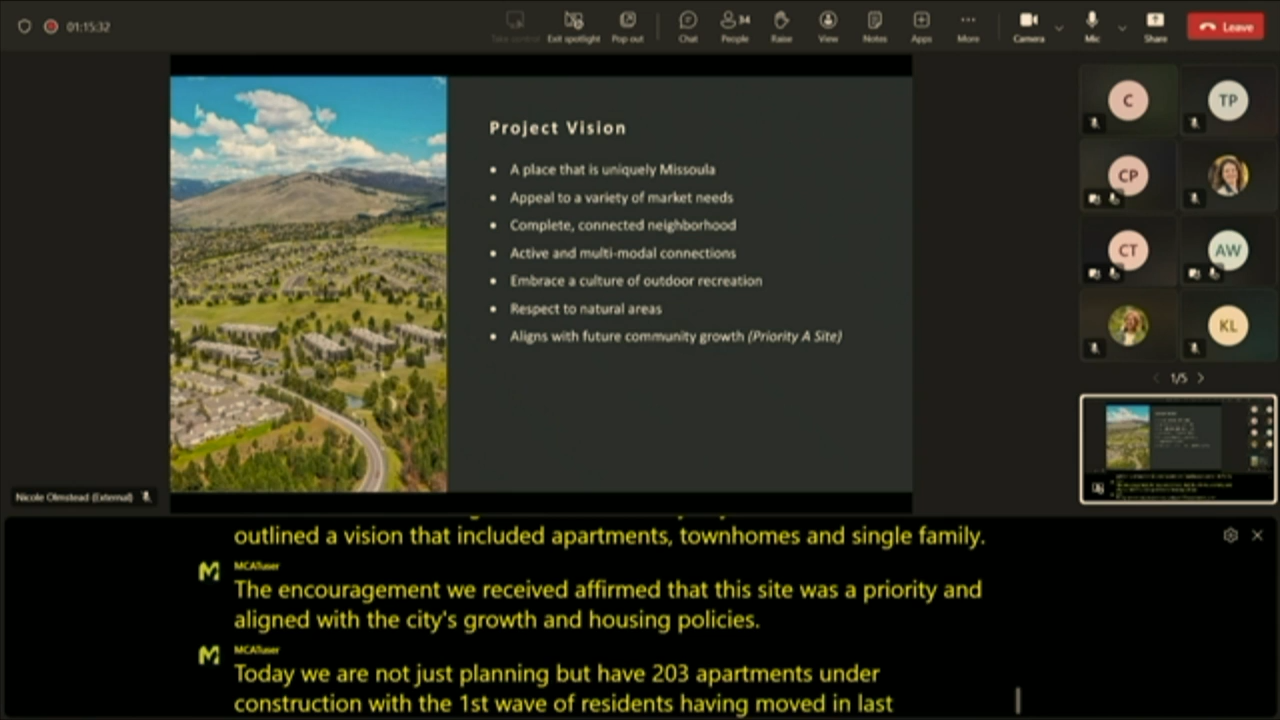 01:15:32
Take control
Exit spotlight
Pop out
Chat
34
People
Raise
View
Notes
Apps
More
Camera
Mic
Share
Leave
Project Vision
• A place that is uniquely Missoula
• Appeal to a variety of market needs
• Complete, connected neighborhood
• Active and multi-modal connections
• Embrace a culture of outdoor recreation
• Respect to natural areas
• Aligns with future community growth (Priority A Site)
C
TP
CP
CT
AW
KL
1/5
Nicole Olmstead (External)
outlined a vision that included apartments, townhomes and single family.
MCATuser
The encouragement we received affirmed that this site was a priority and
aligned with the city's growth and housing policies.
MCATuser
Today we are not just planning but have 203 apartments under
construction with the 1st wave of residents having moved in last